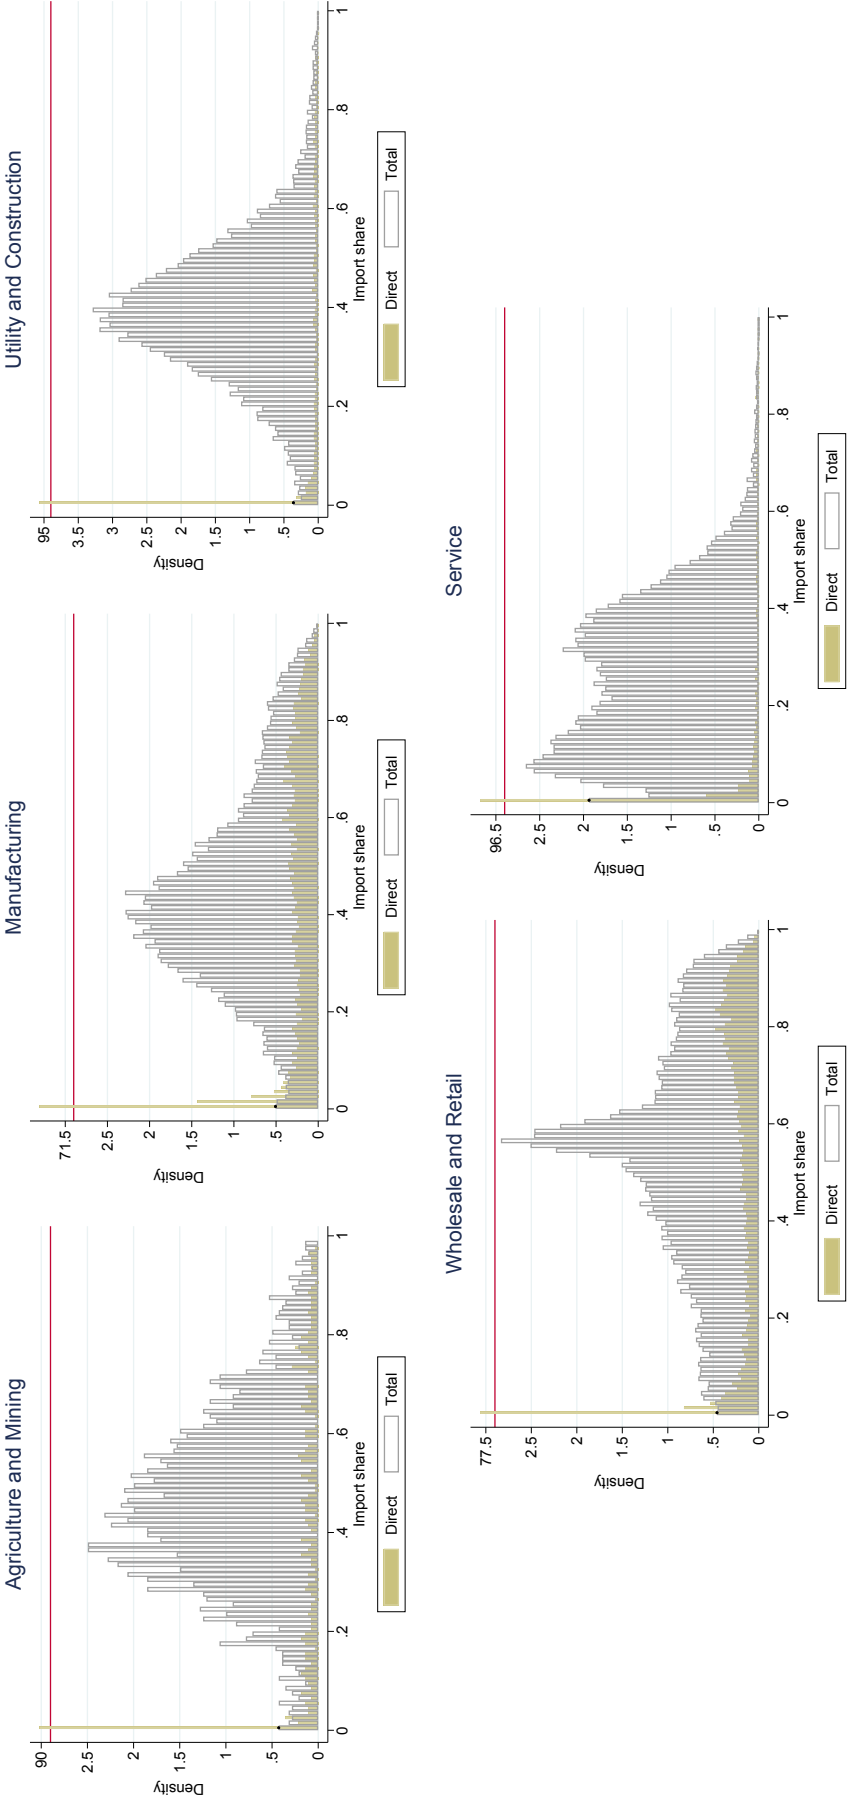 Agriculture and Mining
90
2.5
2
1.5
1
.5
0
Density
0 .2 .4 .6 .8 1
Import share
Direct Total
Manufacturing
71.5
2.5
2
1.5
1
.5
0
Density
0 .2 .4 .6 .8 1
Import share
Direct Total
Utility and Construction
95
3.5
3
2.5
2
1.5
1
.5
0
Density
0 .2 .4 .6 .8 1
Import share
Direct Total
Wholesale and Retail
77.5
2.5
2
1.5
1
.5
0
Density
0 .2 .4 .6 .8 1
Import share
Direct Total
Service
96.5
2.5
2
1.5
1
.5
0
Density
0 .2 .4 .6 .8 1
Import share
Direct Total